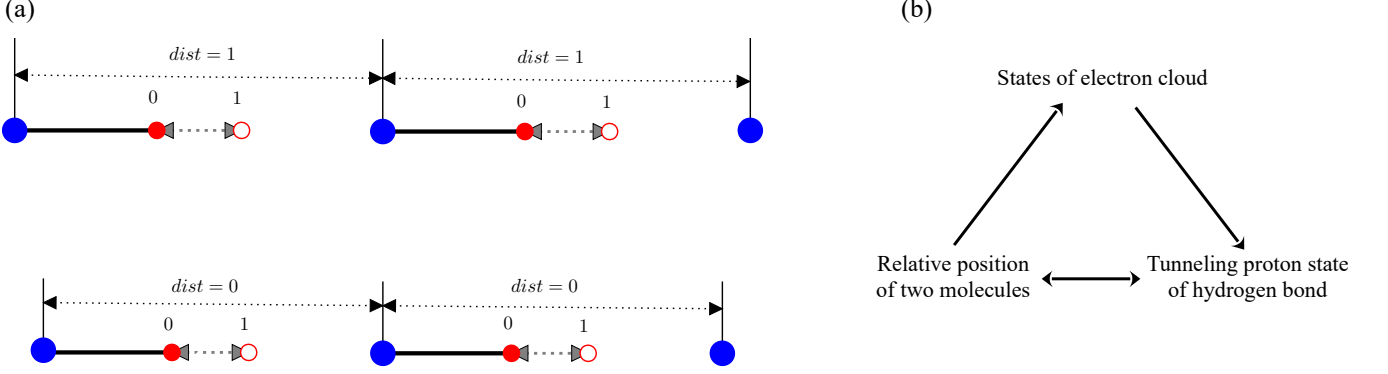 (a)
dist = 1
dist = 1
0
1
0
1
dist = 0
dist = 0
0
1
0
1
(b)
States of electron cloud
Relative position
of two molecules
Tunneling proton state
of hydrogen bond